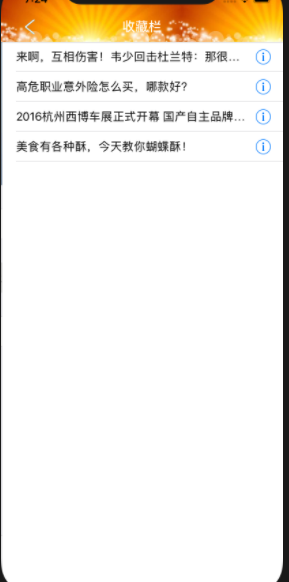 7:24
收藏栏
来啊，互相伤害！韦少回击杜兰特：那很...
高危职业意外险怎么买，哪款好?
2016杭州西博车展正式开幕 国产自主品牌...
美食有各种酥，今天教你蝴蝶酥！